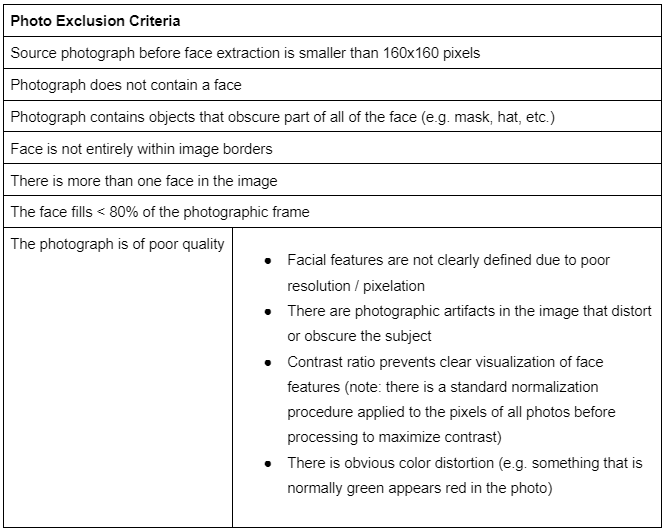 Photo Exclusion Criteria
Source photograph before face extraction is smaller than 160x160 pixels
Photograph does not contain a face
Photograph contains objects that obscure part of all of the face (e.g. mask, hat, etc.)
Face is not entirely within image borders
There is more than one face in the image
The face fills < 80% of the photographic frame
The photograph is of poor quality
● Facial features are not clearly defined due to poor
resolution / pixelation
● There are photographic artifacts in the image that distort
or obscure the subject
● Contrast ratio prevents clear visualization of face
features (note: there is a standard normalization
procedure applied to the pixels of all photos before
processing to maximize contrast)
● There is obvious color distortion (e.g. something that is
normally green appears red in the photo)